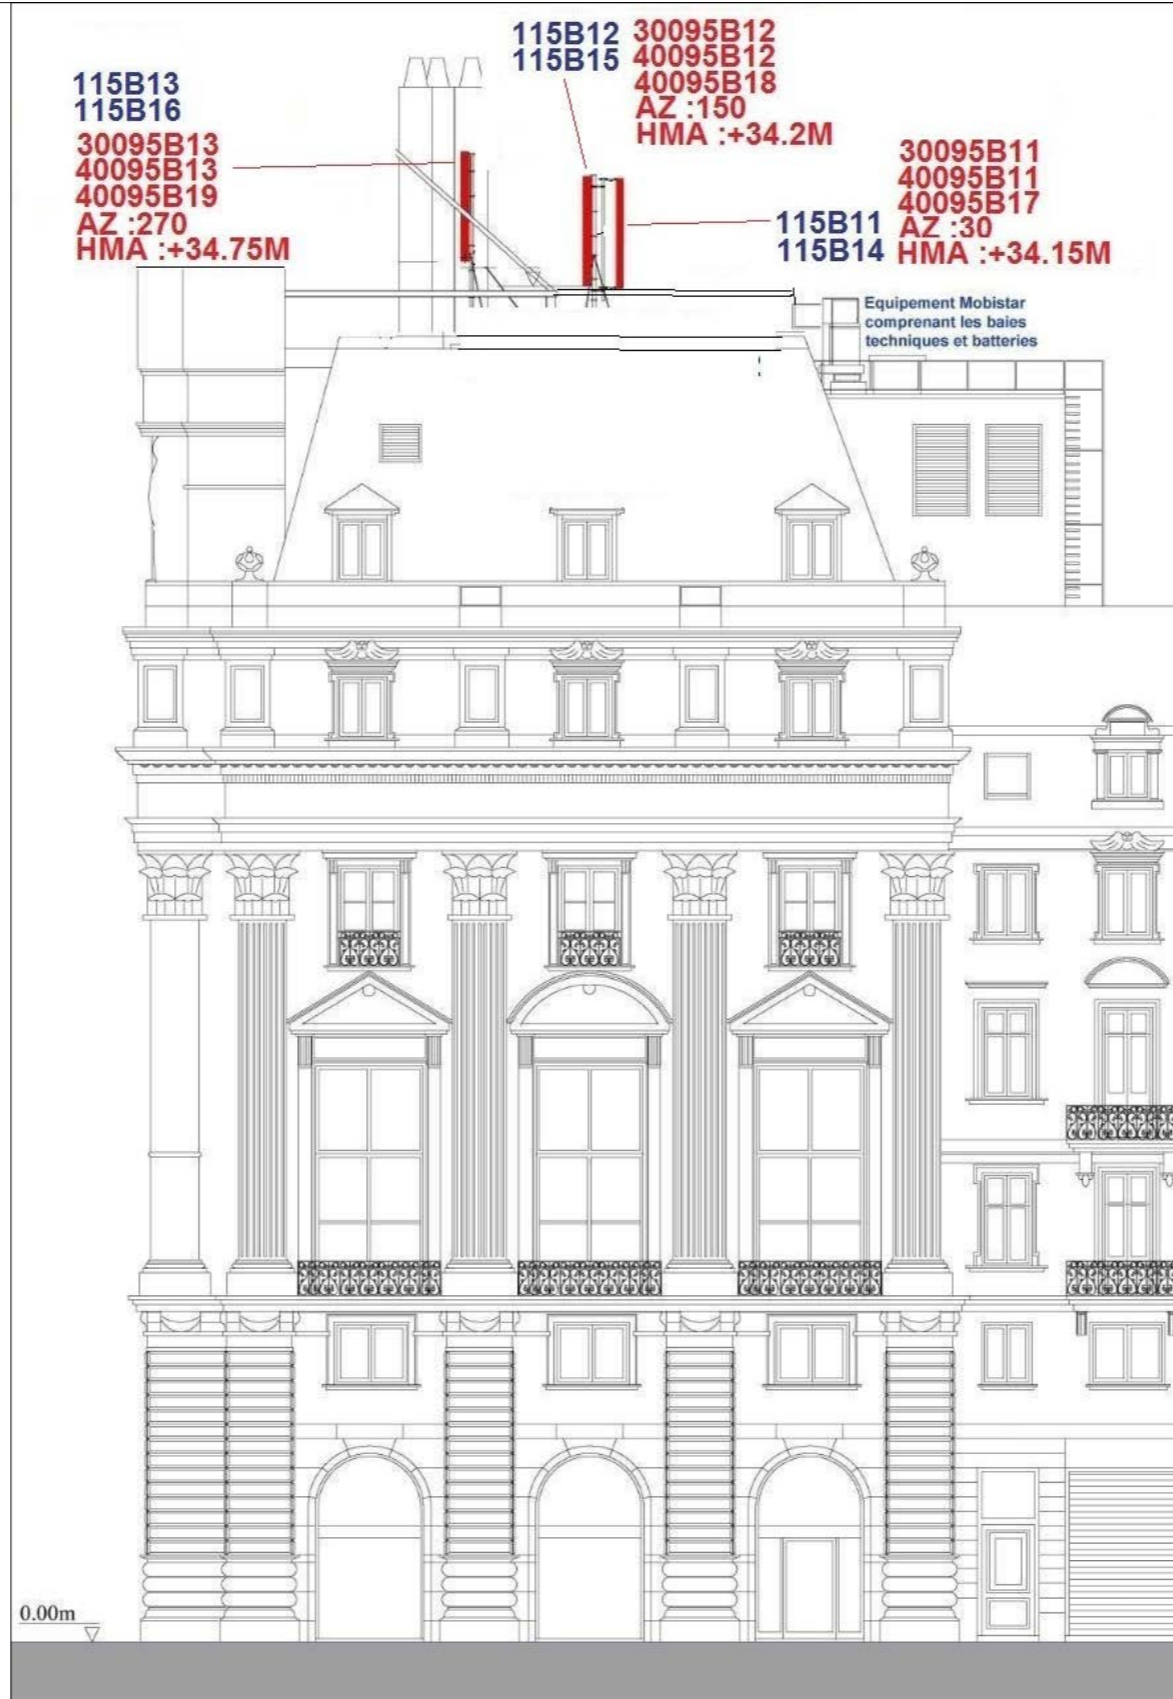 115B13
115B16
30095B13
40095B13
40095B19
AZ :270
HMA :+34.75M
115B12
115B15
30095B12
40095B12
40095B18
AZ :150
HMA :+34.2M
115B11
115B14
30095B11
40095B11
40095B17
AZ :30
HMA :+34.15M
Equipement Mobistar
comprenant les baies
techniques et batteries
0.00m